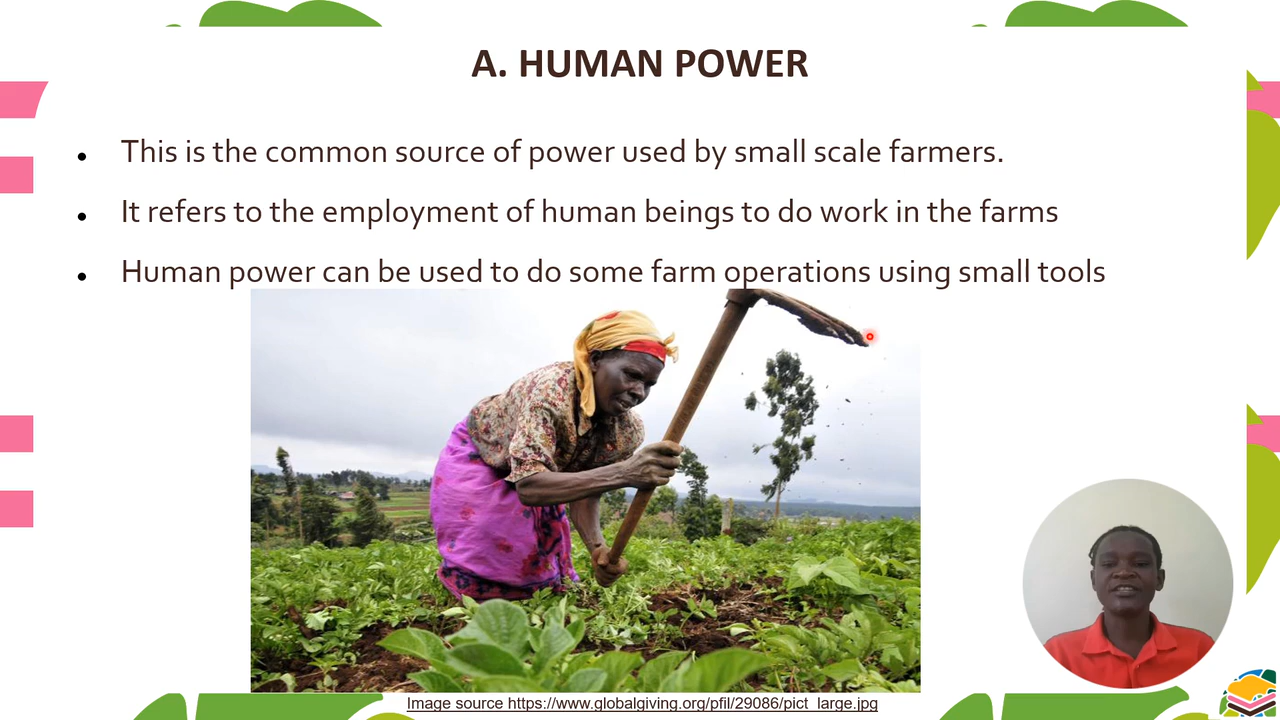 A. HUMAN POWER
• This is the common source of power used by small scale farmers.
• It refers to the employment of human beings to do work in the farms
• Human power can be used to do some farm operations using small tools
Image source https://www.globalgiving.org/pfil/29086/pict_large.jpg